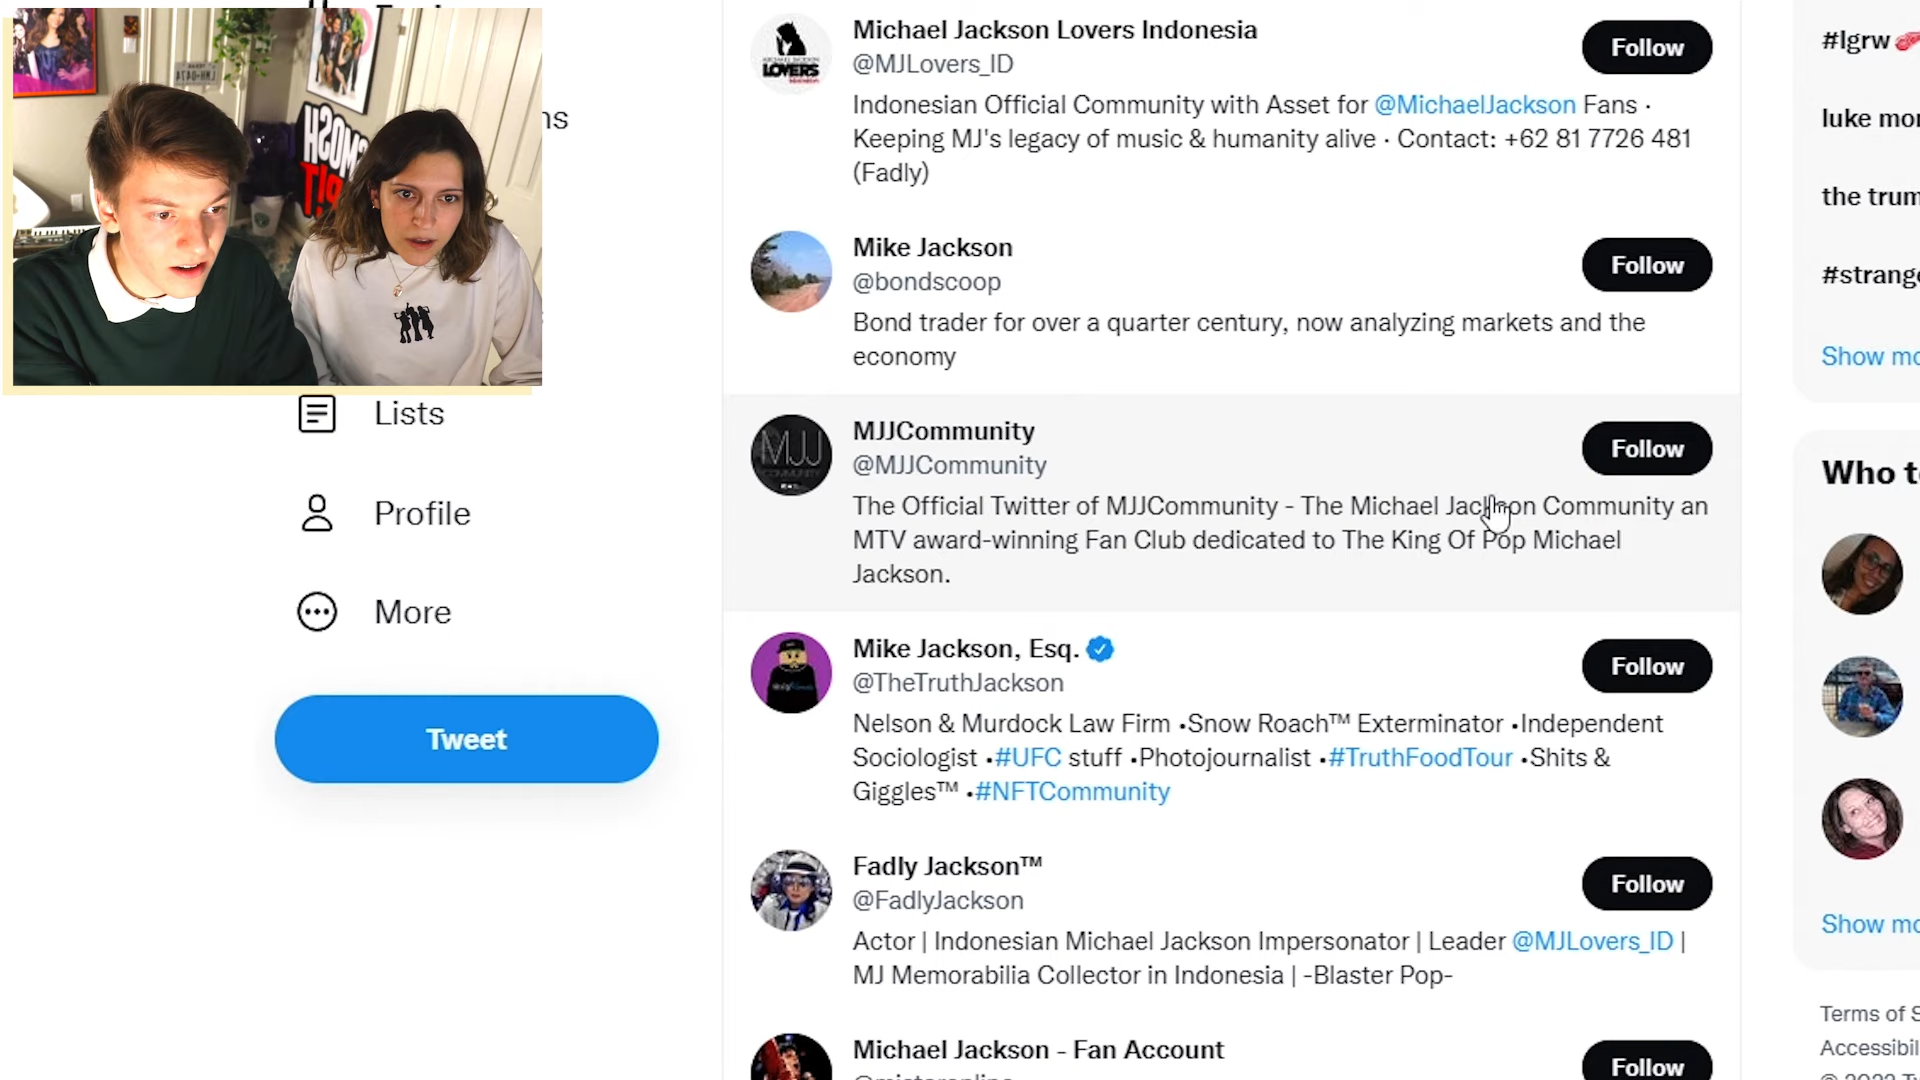 Michael Jackson Lovers Indonesia
@MJLovers_ID
Follow
Indonesian Official Community with Asset for @MichaelJackson Fans ·
Keeping MJ's legacy of music & humanity alive · Contact: +62 81 7726 481
(Fadly)
Mike Jackson
@bondscoop
Follow
Bond trader for over a quarter century, now analyzing markets and the
economy
MJJCommunity
@MJJCommunity
Follow
The Official Twitter of MJJCommunity - The Michael Jackson Community an
MTV award-winning Fan Club dedicated to The King Of Pop Michael
Jackson.
Mike Jackson, Esq.
@TheTruthJackson
Follow
Nelson & Murdock Law Firm •Snow Roach™ Exterminator •Independent
Sociologist •#UFC stuff •Photojournalist •#TruthFoodTour •Shits &
Giggles™ •#NFTCommunity
Fadly Jackson™
@FadlyJackson
Follow
Actor | Indonesian Michael Jackson Impersonator | Leader @MJLovers_ID |
MJ Memorabilia Collector in Indonesia | -Blaster Pop-
Michael Jackson - Fan Account
Follow
Lists
Profile
More
Tweet
SMOSH
PIT
LOVERS
MJJ
COMMUNITY
#lgrw
luke
the
Show
Who
Show
Terms of